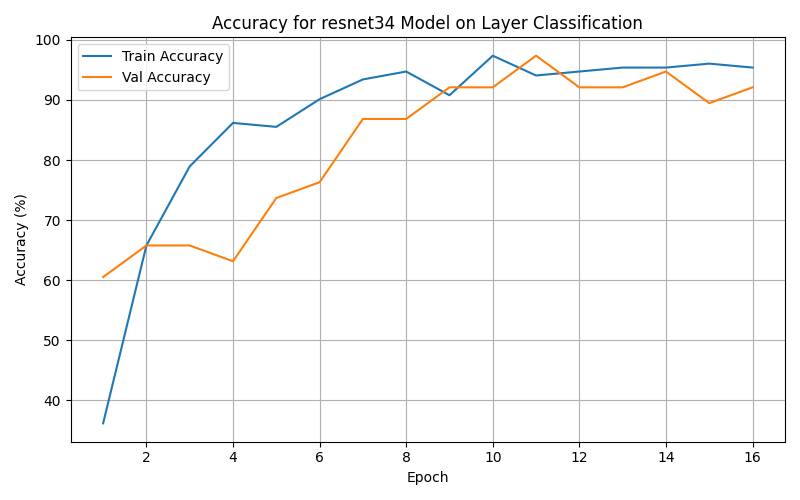 Accuracy for resnet34 Model on Layer Classification
Train Accuracy
Val Accuracy
100
90
80
70
60
50
40
Accuracy (%)
2 4 6 8 10 12 14 16
Epoch